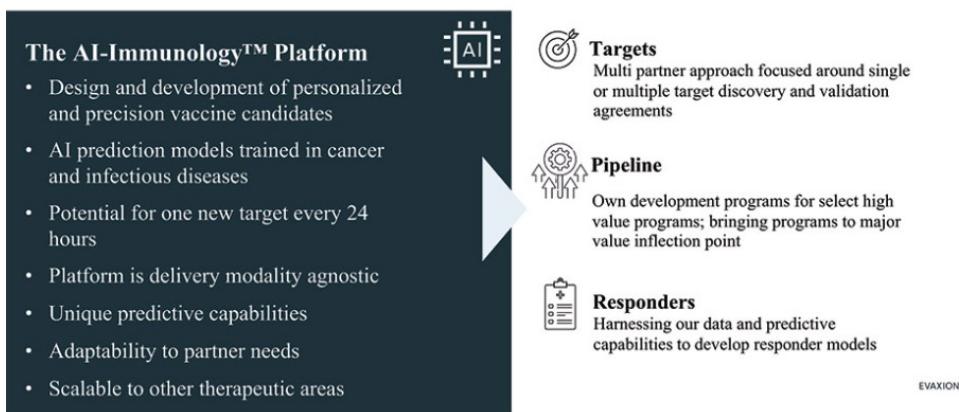 The AI-Immunology™ Platform
AI
• Design and development of personalized
and precision vaccine candidates
• AI prediction models trained in cancer
and infectious diseases
• Potential for one new target every 24
hours
• Platform is delivery modality agnostic
• Unique predictive capabilities
• Adaptability to partner needs
• Scalable to other therapeutic areas
Targets
Multi partner approach focused around single
or multiple target discovery and validation
agreements
Pipeline
Own development programs for select high
value programs; bringing programs to major
value inflection point
Responders
Harnessing our data and predictive
capabilities to develop responder models
EVAXION